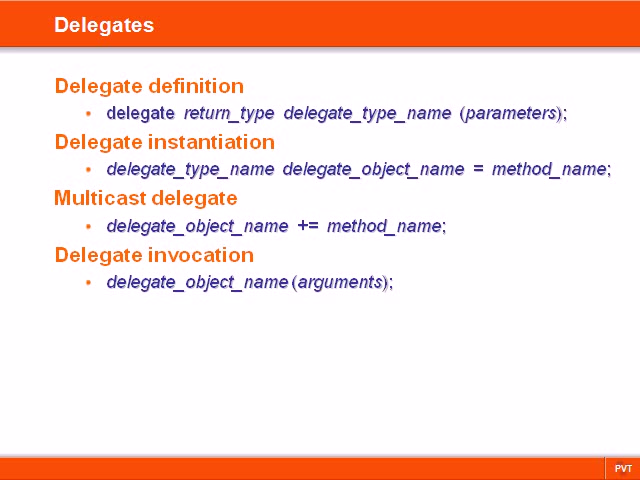 Delegates
Delegate definition
• delegate return_type delegate_type_name (parameters);
Delegate instantiation
• delegate_type_name delegate_object_name = method_name;
Multicast delegate
• delegate_object_name += method_name;
Delegate invocation
• delegate_object_name (arguments);
PVT